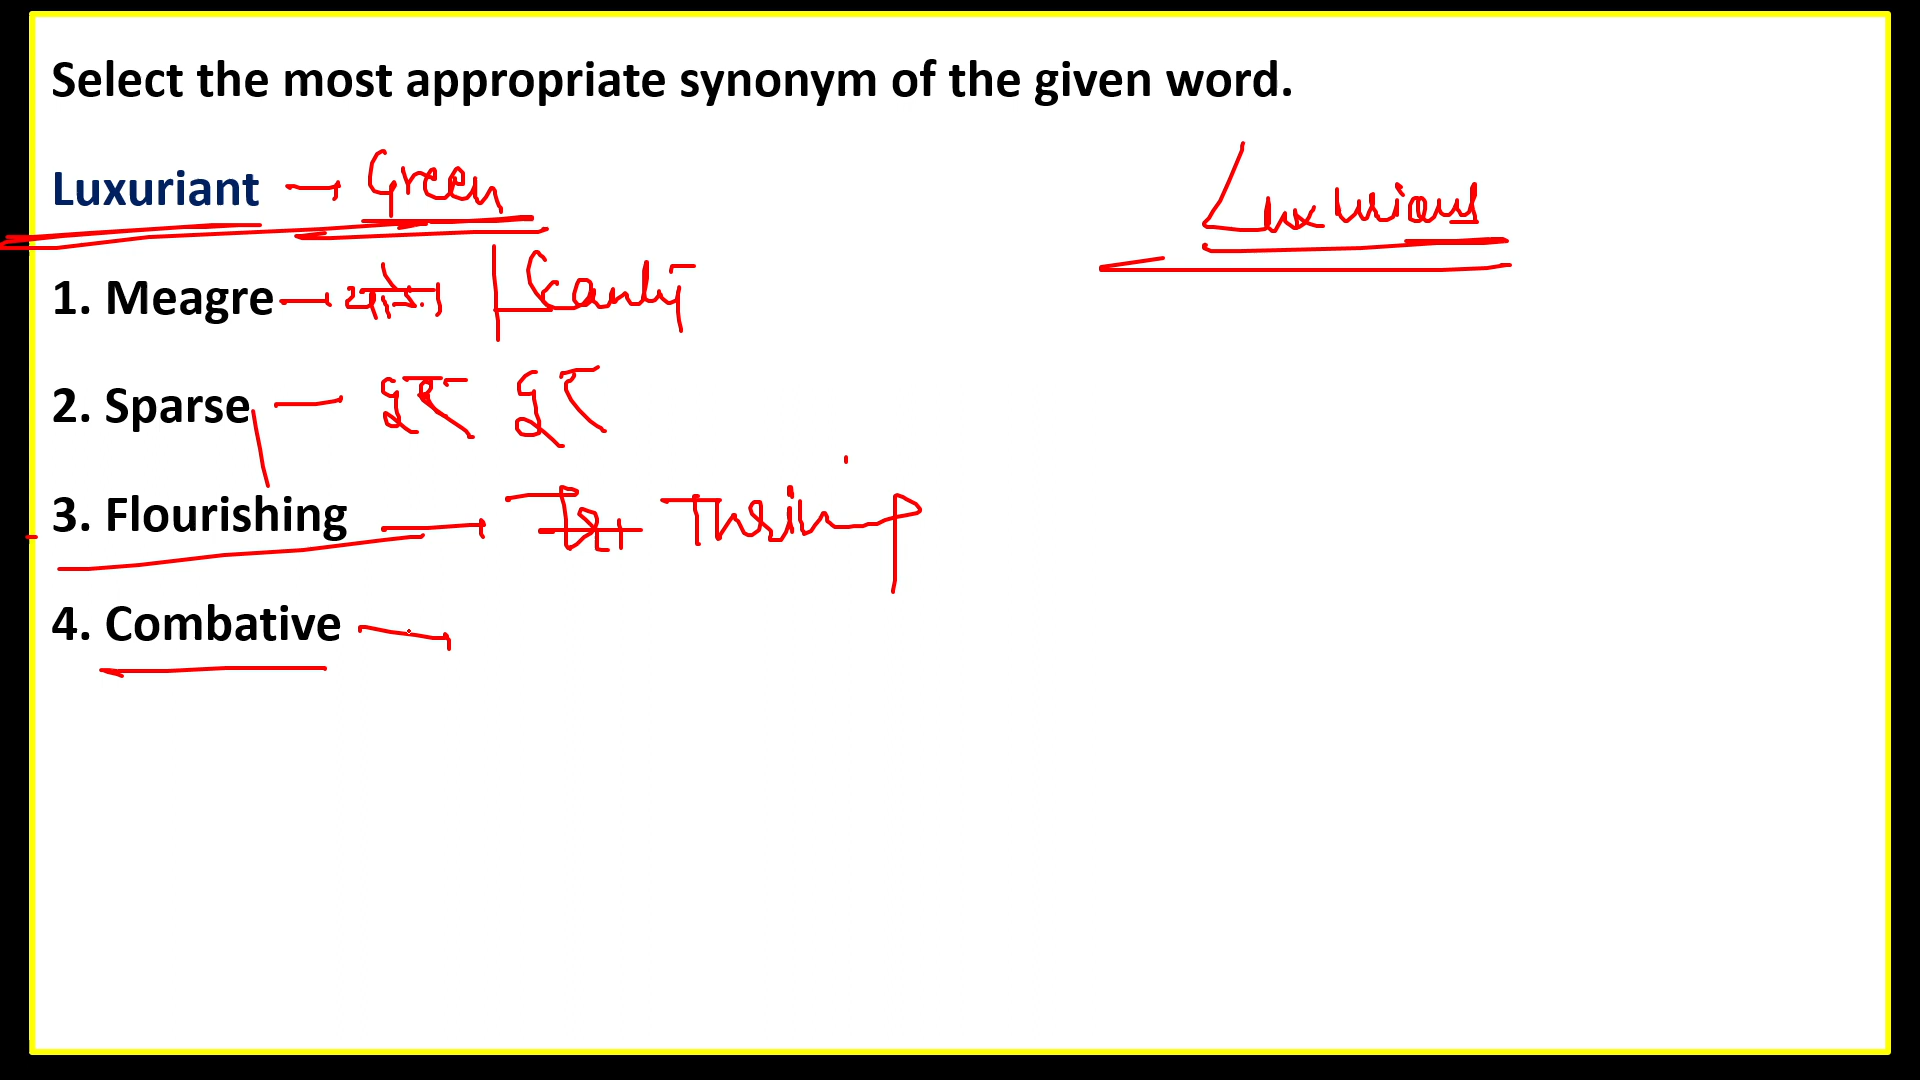 Select the most appropriate synonym of the given word.
Luxuriant → Green
Luxurious
1. Meagre → Scanty
2. Sparse — दूर दूर
3. Flourishing → Thriving
4. Combative →